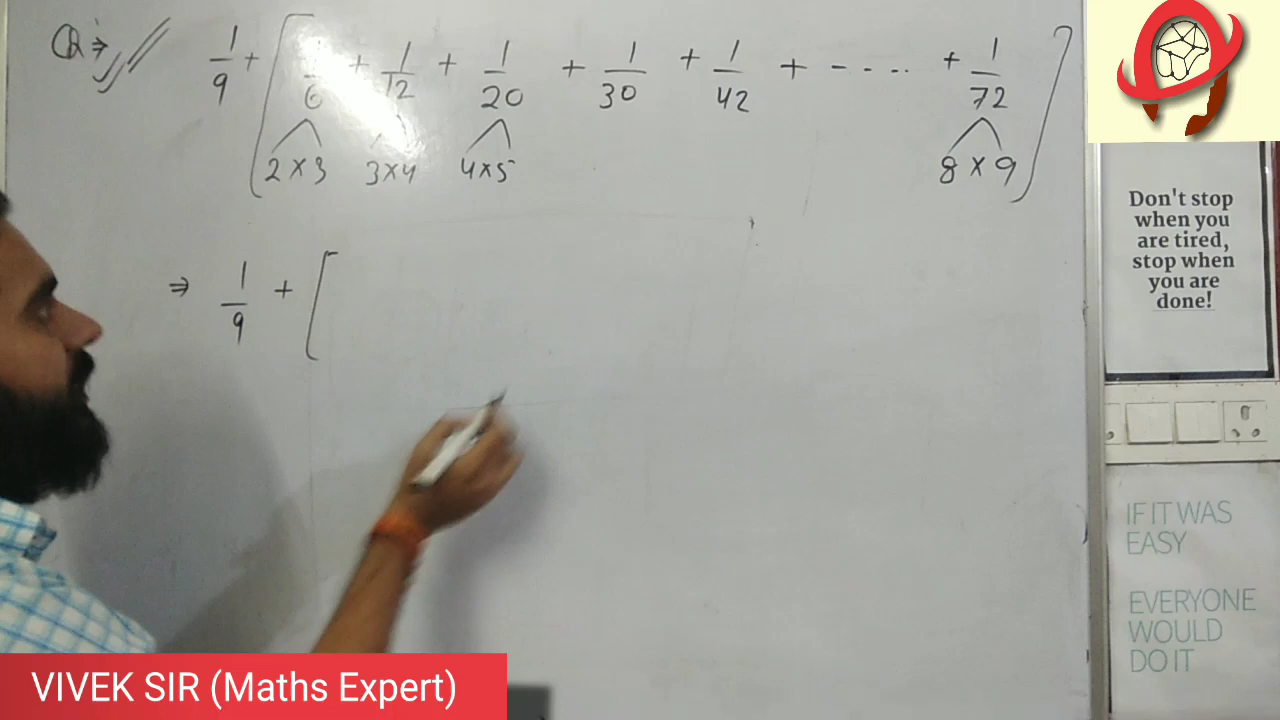 Q ⇒ 1/9 + [ 1/6 + 1/12 + 1/20 + 1/30 + 1/42 + - - - - + 1/72 ]
2 × 3 3 × 4 4 × 5 8 × 9
⇒ 1/9 + [
Don't stop
when you
are tired,
stop when
you are
done!
IF IT WAS
EASY
EVERYONE
WOULD
DO IT
VIVEK SIR (Maths Expert)